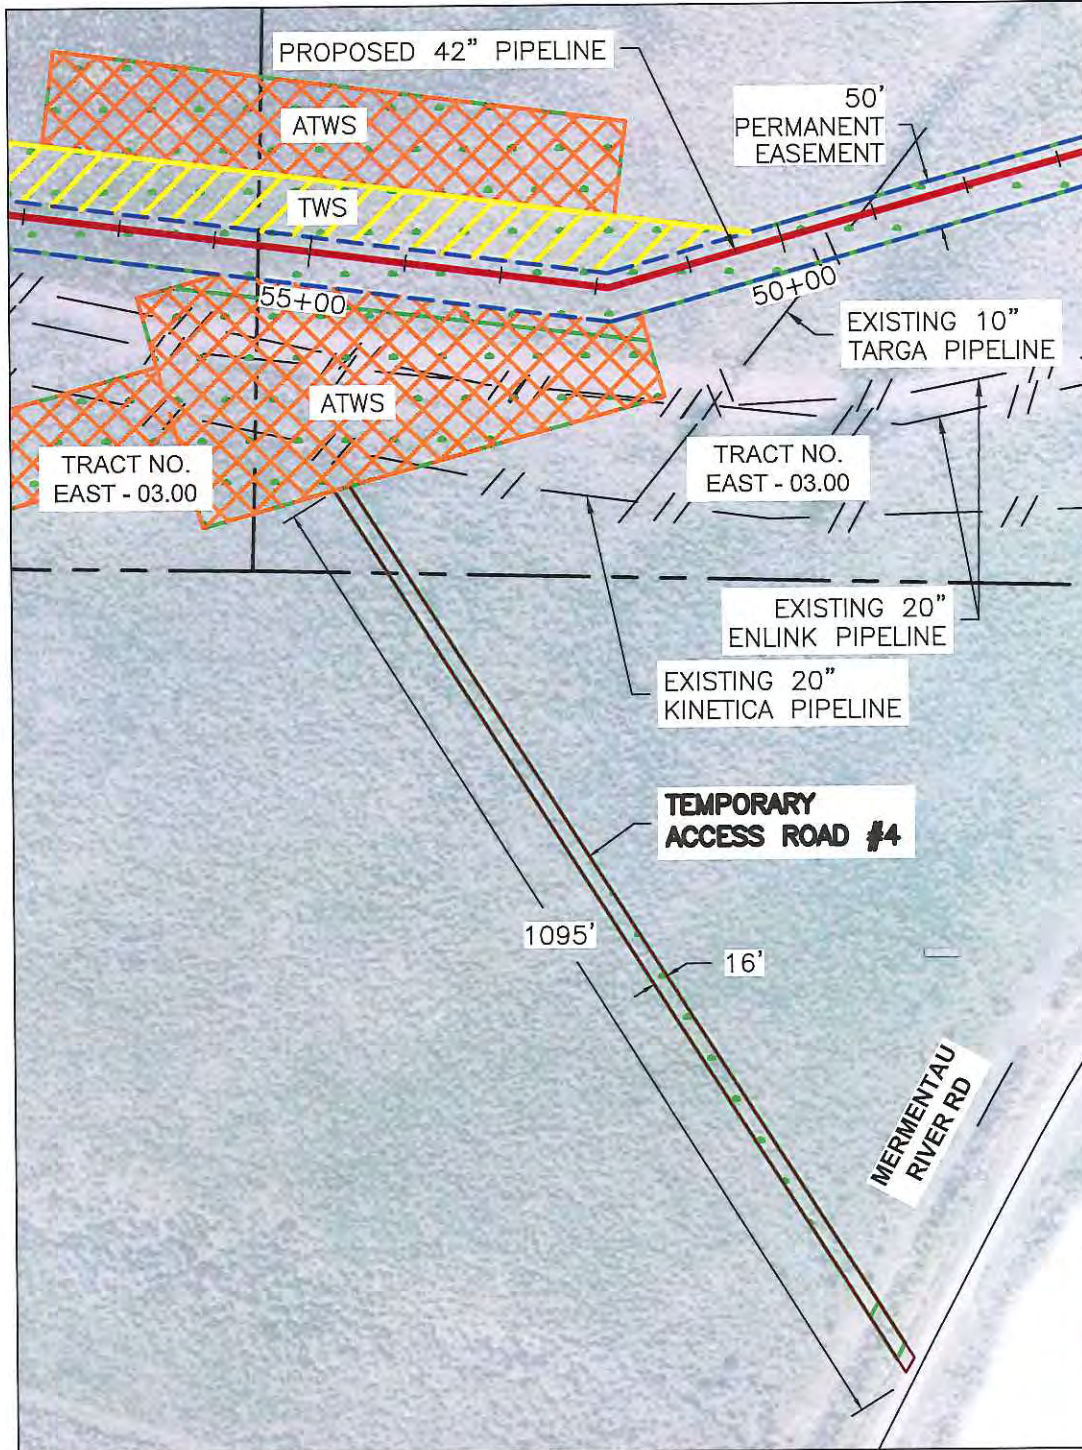 PROPOSED 42" PIPELINE
50'
PERMANENT
EASEMENT
ATWS
TWS
55+00
50+00
EXISTING 10"
TARGA PIPELINE
ATWS
TRACT NO.
EAST - 03.00
TRACT NO.
EAST - 03.00
EXISTING 20"
ENLINK PIPELINE
EXISTING 20"
KINETICA PIPELINE
TEMPORARY
ACCESS ROAD #4
1095'
16'
MERMENTAU
RIVER RD